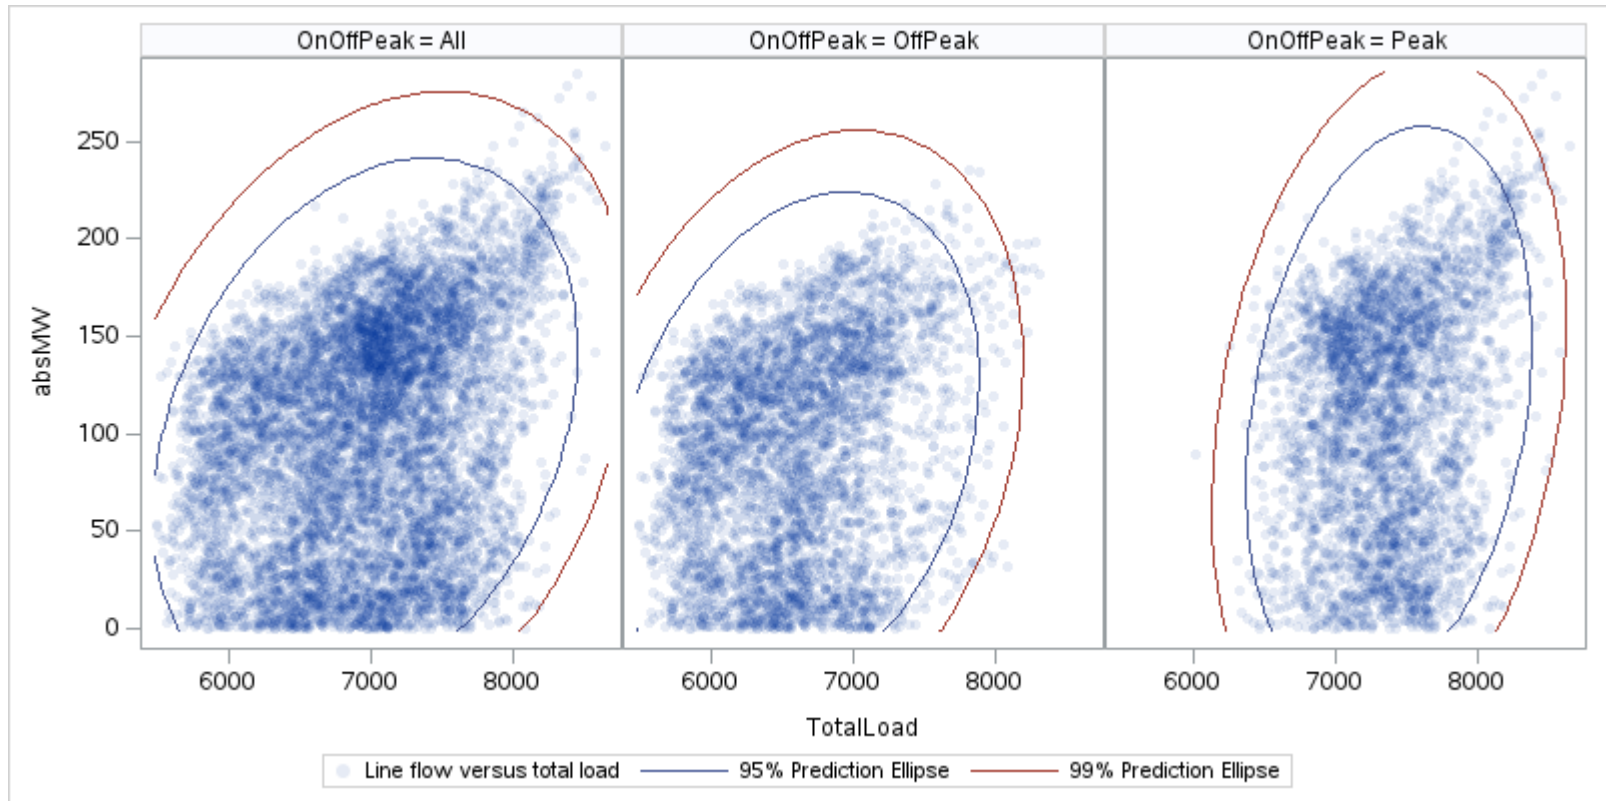 OnOffPeak = All
OnOffPeak = OffPeak
OnOffPeak = Peak
absMW
250
200
150
100
50
0
6000 7000 8000
6000 7000 8000
6000 7000 8000
TotalLoad
Line flow versus total load 95% Prediction Ellipse 99% Prediction Ellipse